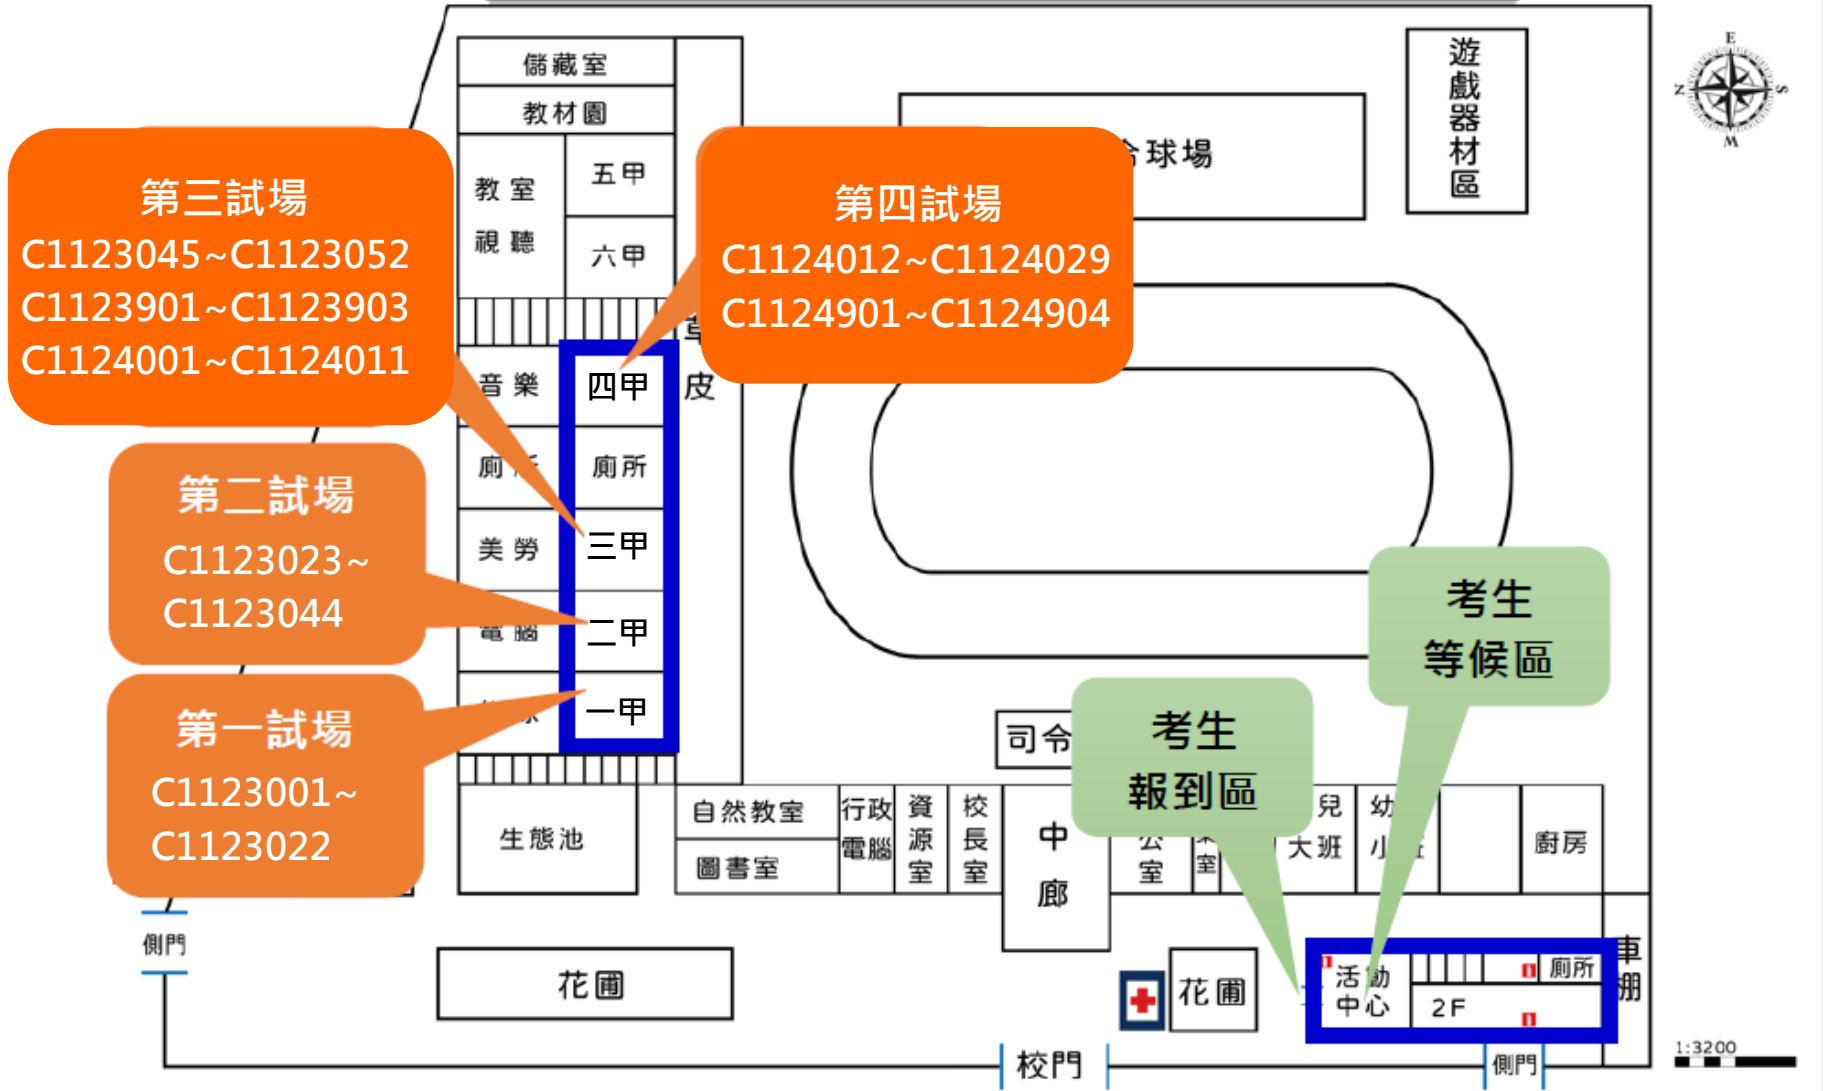 儲藏室
教材園
教室
視聽
五甲
六甲
第三試場
C1123045~C1123052
C1123901~C1123903
C1124001~C1124011
第四試場
C1124012~C1124029
C1124901~C1124904
球場
遊戲器材區
E
N
S
W
皮
音樂
四甲
廁
廁所
美勞
三甲
電腦
二甲
一甲
第二試場
C1123023~
C1123044
第一試場
C1123001~
C1123022
考生
等候區
考生
報到區
司令
生態池
自然教室
圖書室
行政
電腦
資源室
校長室
中廊
公室
室
兒
大班
幼
小
廚房
側門
花圃
花圃
活動
中心
2F
廁所
車棚
校門
側門
1:3200